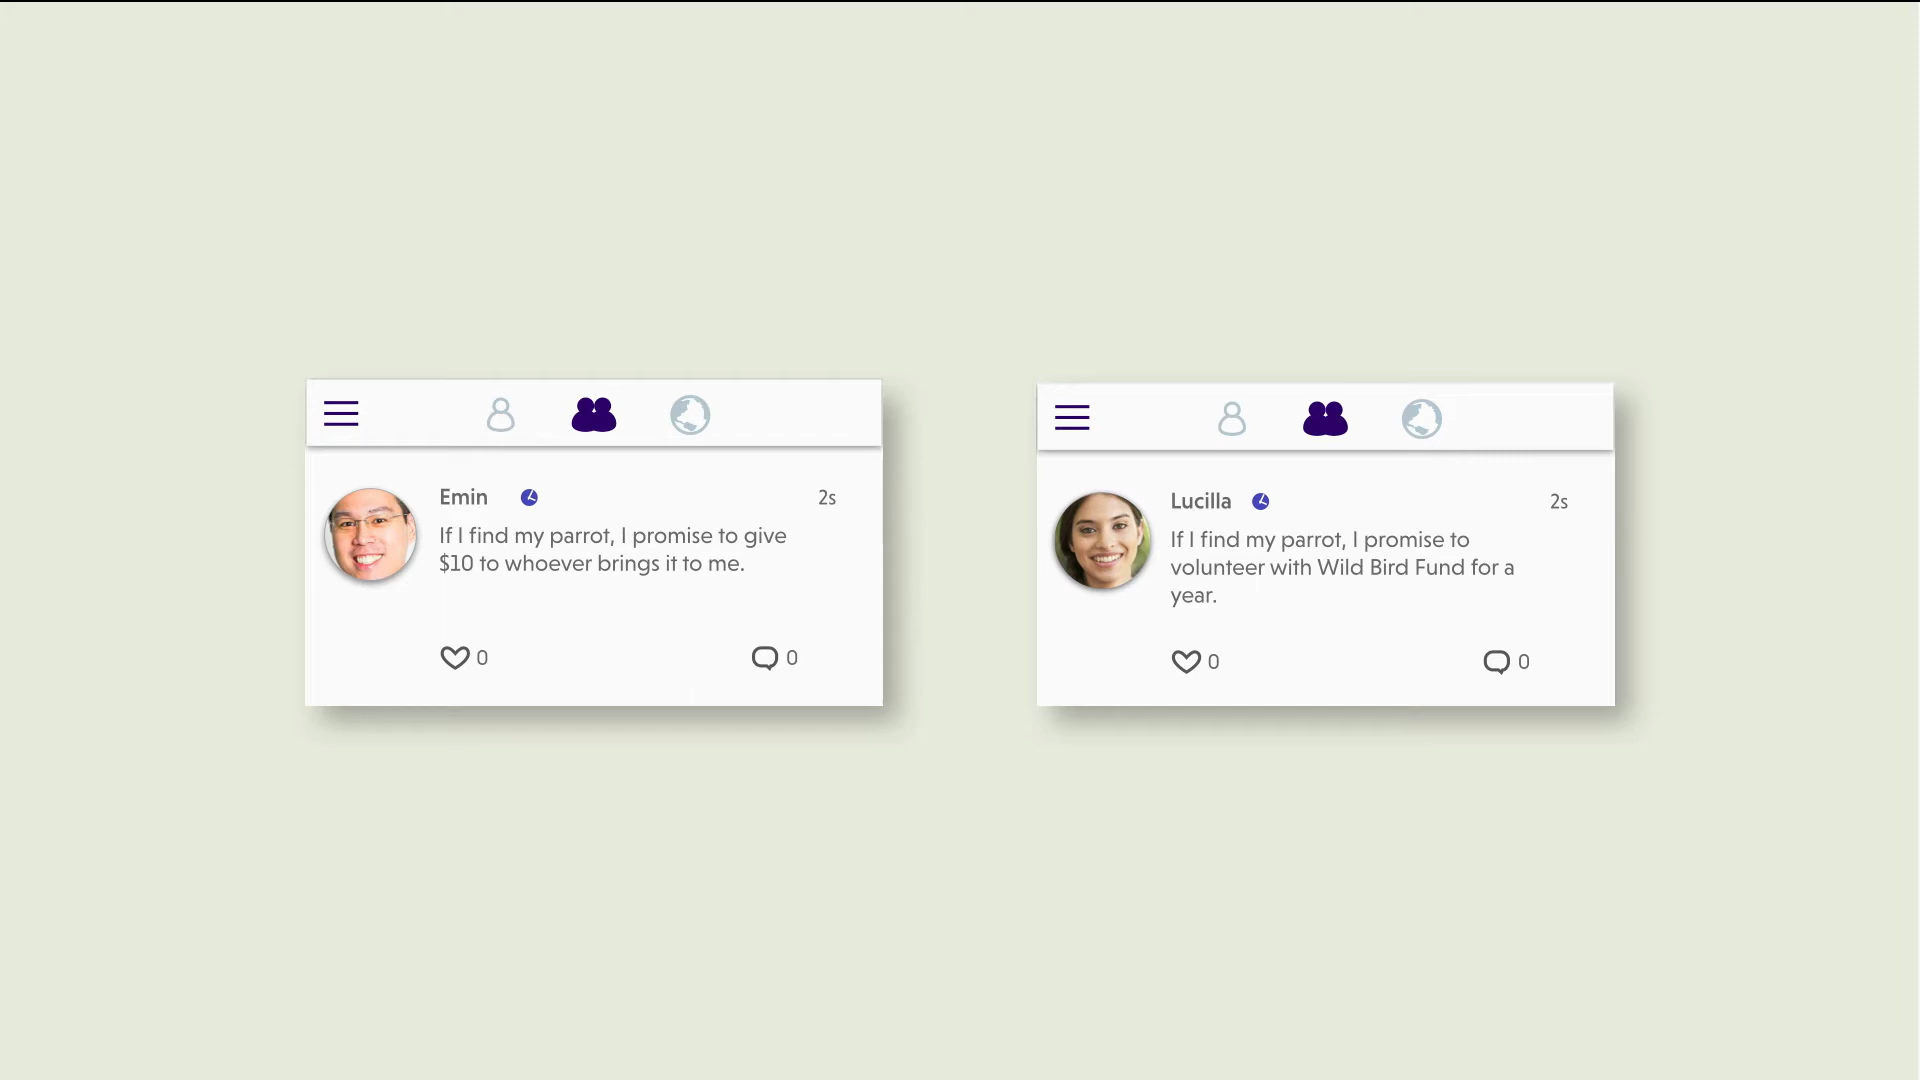 Emin
2s
If I find my parrot, I promise to give
$10 to whoever brings it to me.
0
0
Lucilla
2s
If I find my parrot, I promise to
volunteer with Wild Bird Fund for a
year.
0
0